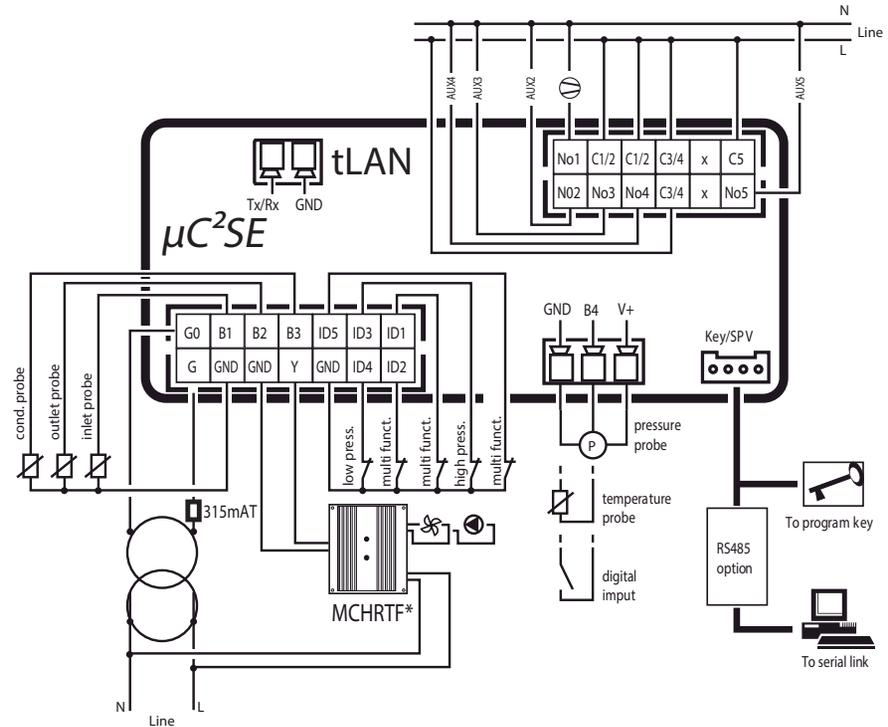 N
Line
L
AUX4
AUX3
AUX2
AUX5
No1 C1/2 C1/2 C3/4 x C5
N02 No3 No4 C3/4 x No5
tLAN
Tx/Rx GND
µC²SE
G0 B1 B2 B3 ID5 ID3 ID1
G GND GND Y GND ID4 ID2
GND B4 V+
Key/SPV
cond. probe
outlet probe
inlet probe
low press.
multi funct.
multi funct.
high press.
multi funct.
P
pressure
probe
315mAT
temperature
probe
To program key
RS485
option
digital
imput
MCHRTF*
To serial link
N
L
Line